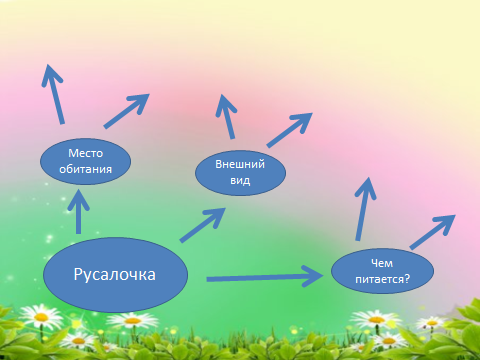 Место
обитания
Внешний
вид
Чем
питается?
Русалочка